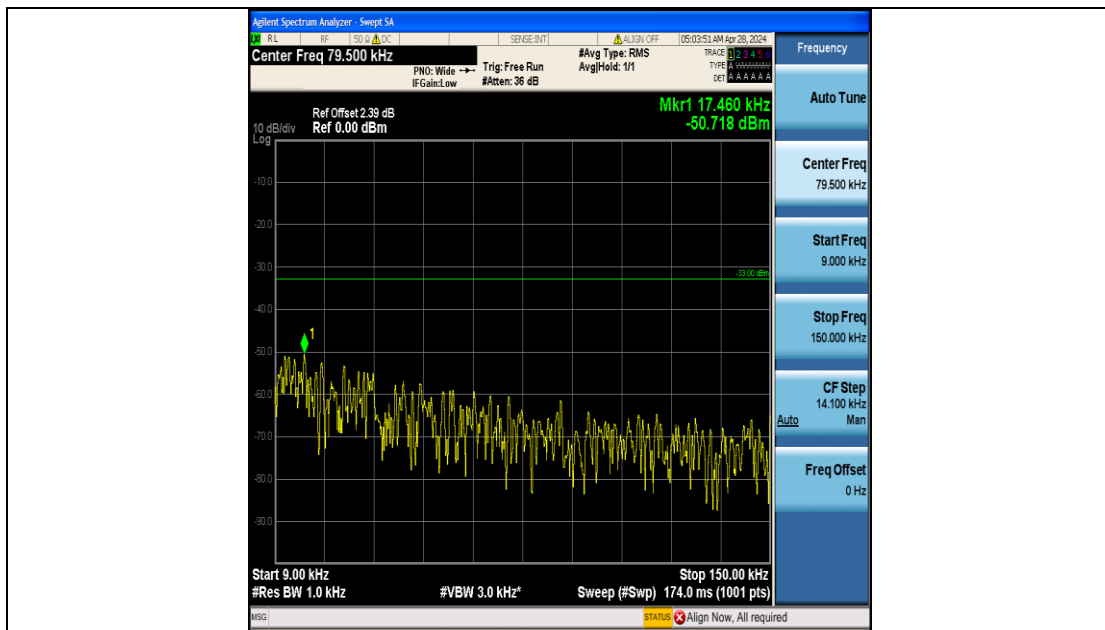 Agilent Spectrum Analyzer - Swept SA
RL RF 50 Ω DC SENSE:INT ALIGN OFF 05:03:51 AM Apr 28, 2024
Center Freq 79.500 kHz
PNO: Wide
IFGain:Low
Trig: Free Run
#Atten: 36 dB
#Avg Type: RMS
Avg|Hold: 1/1
TRACE 1 2 3 4 5 6
TYPE A
DET A A A A A A
Frequency
Mkr1 17.460 kHz
-50.718 dBm
Ref Offset 2.39 dB
10 dB/div Ref 0.00 dBm
Log
-10.0
-20.0
-30.0
-33.00 dBm
-40.0
1
-50.0
-60.0
-70.0
-80.0
-90.0
Start 9.00 kHz Stop 150.00 kHz
#Res BW 1.0 kHz #VBW 3.0 kHz* Sweep (#Swp) 174.0 ms (1001 pts)
Auto Tune
Center Freq
79.500 kHz
Start Freq
9.000 kHz
Stop Freq
150.000 kHz
CF Step
14.100 kHz
Auto Man
Freq Offset
0 Hz
MSG STATUS Align Now, All required